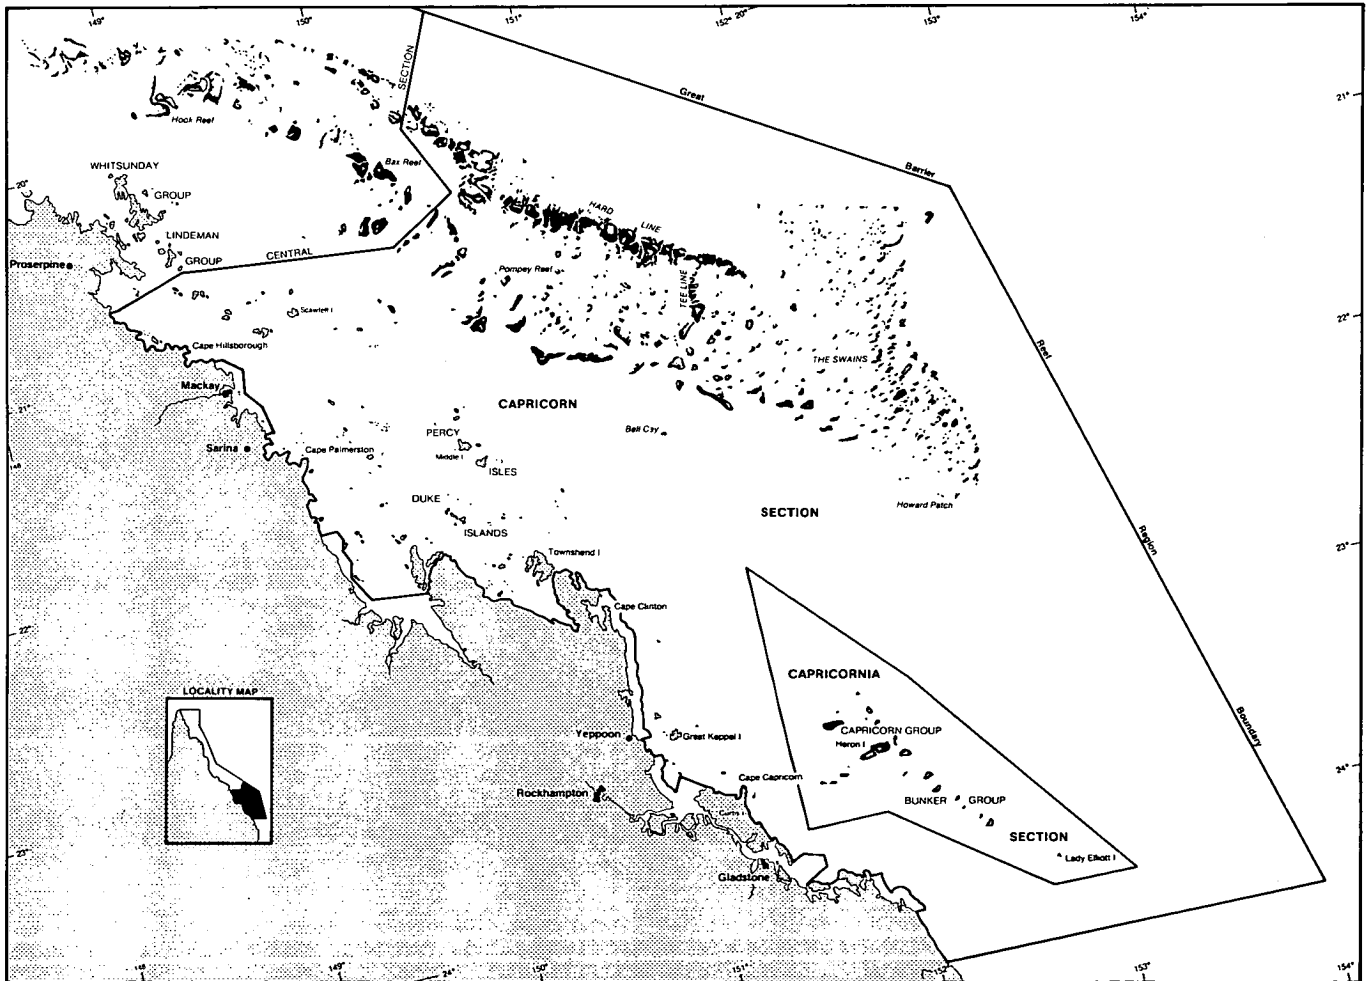 149°
150°
151°
152° 20°
153°
154°
SECTION
Great
21°
Hook Reef
Bax Reef
Barrier
WHITSUNDAY
20°
GROUP
HARD
LINE
LINDEMAN
CENTRAL
GROUP
Proserpine
Pompey Reef
TEE LINE
Scawfell I
22°
Cape Hillsborough
Reef
THE SWAINS
Mackay
CAPRICORN
21°
PERCY
Bell Cay
Sarina
Cape Palmerston
Middle I
ISLES
DUKE
SECTION
Howard Patch
ISLANDS
Region
Townshend I
23°
Cape Clinton
22°
CAPRICORNIA
LOCALITY MAP
Boundary
CAPRICORN GROUP
Yeppoon
Great Keppel I
Heron I
24°
Cape Capricorn
Rockhampton
BUNKER
GROUP
Curtis I
SECTION
23°
Lady Elliott I
Gladstone
148
149°
24°
150°
151°
152
153°
154°